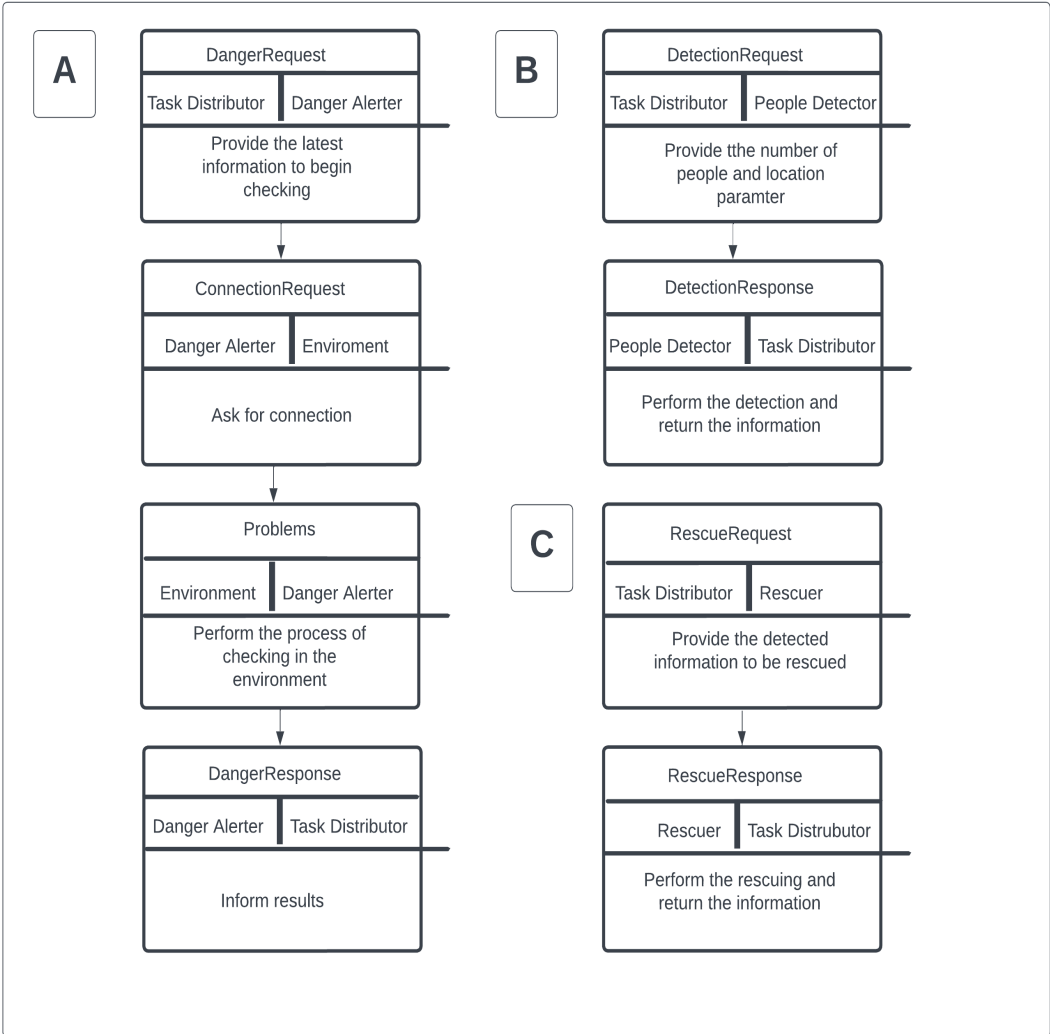 A
DangerRequest
Task Distributor
Danger Alerter
Provide the latest
information to begin
checking
ConnectionRequest
Danger Alerter
Enviroment
Ask for connection
Problems
Environment
Danger Alerter
Perform the process of
checking in the
environment
DangerResponse
Danger Alerter
Task Distributor
Inform results
B
DetectionRequest
Task Distributor
People Detector
Provide tthe number of
people and location
paramter
DetectionResponse
People Detector
Task Distributor
Perform the detection and
return the information
C
RescueRequest
Task Distributor
Rescuer
Provide the detected
information to be rescued
RescueResponse
Rescuer
Task Distrubutor
Perform the rescuing and
return the information